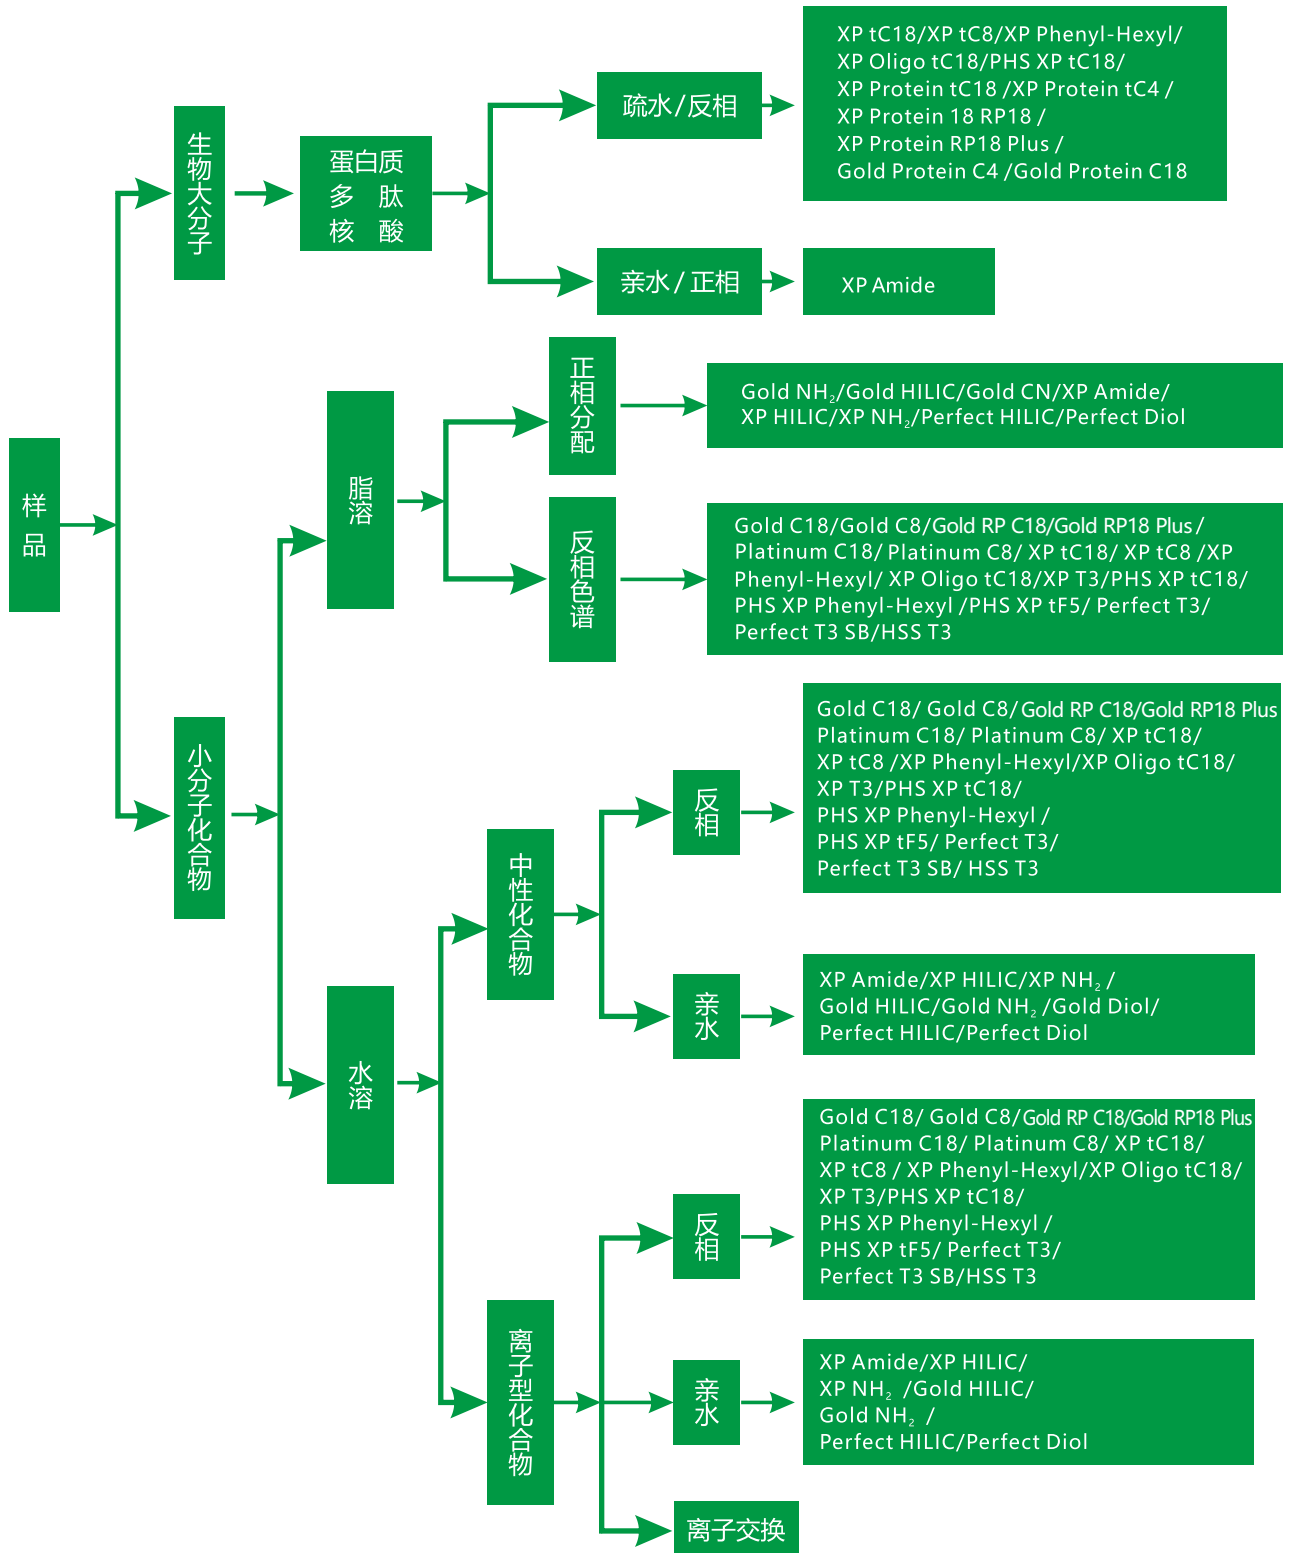 样品
生物大分子
蛋白质
多 肽
核 酸
疏水/反相
XP tC18/XP tC8/XP Phenyl-Hexyl/
XP Oligo tC18/PHS XP tC18/
XP Protein tC18 /XP Protein tC4 /
XP Protein 18 RP18 /
XP Protein RP18 Plus /
Gold Protein C4 /Gold Protein C18
亲水/正相
XP Amide
小分子化合物
脂溶
正相分配
Gold NH₂/Gold HILIC/Gold CN/XP Amide/
XP HILIC/XP NH₂/Perfect HILIC/Perfect Diol
反相色谱
Gold C18/Gold C8/Gold RP C18/Gold RP18 Plus /
Platinum C18/ Platinum C8/ XP tC18/ XP tC8 /XP
Phenyl-Hexyl/ XP Oligo tC18/XP T3/PHS XP tC18/
PHS XP Phenyl-Hexyl /PHS XP tF5/ Perfect T3/
Perfect T3 SB/HSS T3
水溶
中性化合物
反相
Gold C18/ Gold C8/Gold RP C18/Gold RP18 Plus
Platinum C18/ Platinum C8/ XP tC18/
XP tC8 /XP Phenyl-Hexyl/XP Oligo tC18/
XP T3/PHS XP tC18/
PHS XP Phenyl-Hexyl /
PHS XP tF5/ Perfect T3/
Perfect T3 SB/ HSS T3
亲水
XP Amide/XP HILIC/XP NH₂ /
Gold HILIC/Gold NH₂ /Gold Diol/
Perfect HILIC/Perfect Diol
离子型化合物
反相
Gold C18/ Gold C8/Gold RP C18/Gold RP18 Plus
Platinum C18/ Platinum C8/ XP tC18/
XP tC8 / XP Phenyl-Hexyl/XP Oligo tC18/
XP T3/PHS XP tC18/
PHS XP Phenyl-Hexyl /
PHS XP tF5/ Perfect T3/
Perfect T3 SB/HSS T3
亲水
XP Amide/XP HILIC/
XP NH₂ /Gold HILIC/
Gold NH₂ /
Perfect HILIC/Perfect Diol
离子交换